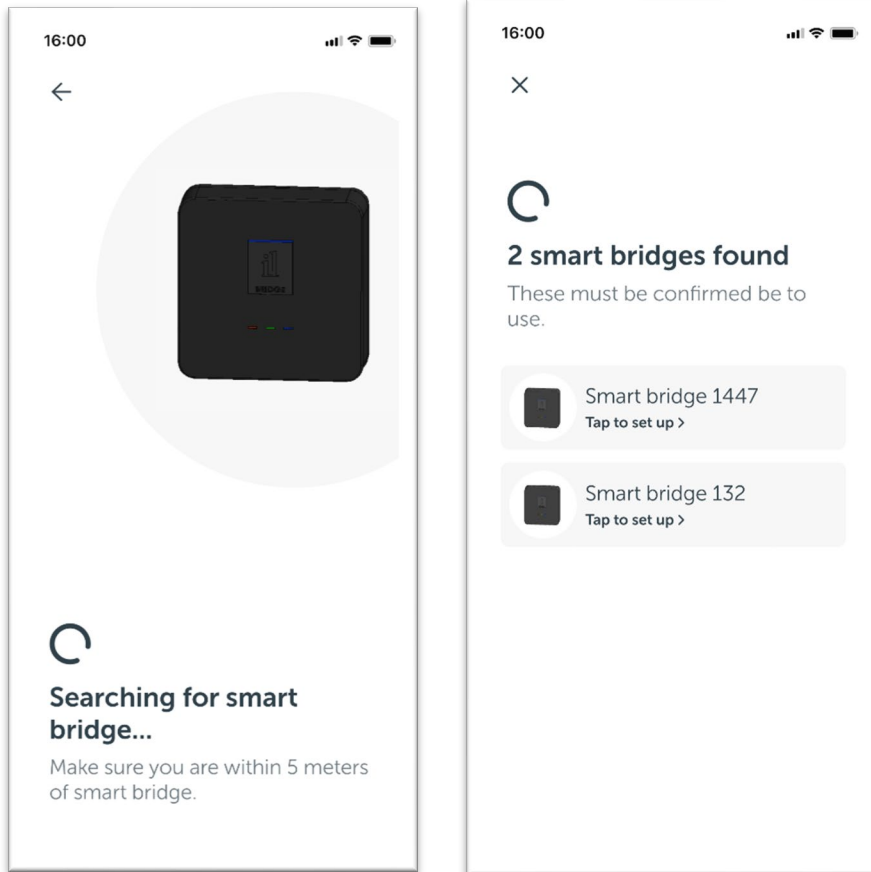 16:00
Searching for smart
bridge...
Make sure you are within 5 meters
of smart bridge.
16:00
2 smart bridges found
These must be confirmed be to
use.
Smart bridge 1447
Tap to set up >
Smart bridge 132
Tap to set up >